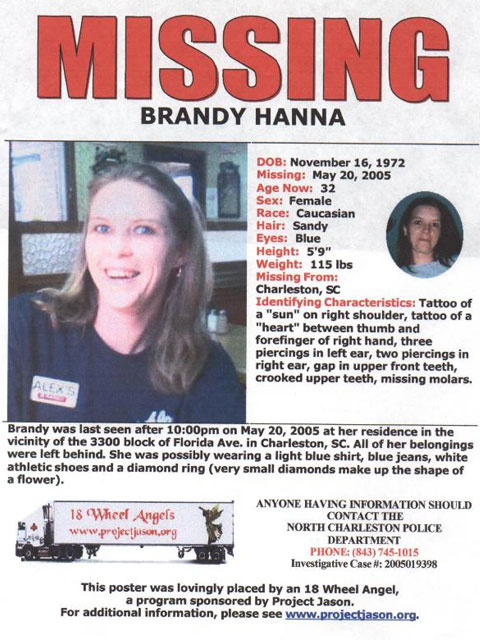 MISSING
BRANDY HANNA
DOB: November 16, 1972
Missing: May 20, 2005
Age Now: 32
Sex: Female
Race: Caucasian
Hair: Sandy
Eyes: Blue
Height: 5'9"
Weight: 115 lbs
Missing From:
Charleston, SC
Identifying Characteristics: Tattoo of
a "sun" on right shoulder, tattoo of a
"heart" between thumb and
forefinger of right hand, three
piercings in left ear, two piercings in
right ear, gap in upper front teeth,
crooked upper teeth, missing molars.
ALEX'S
Brandy was last seen after 10:00pm on May 20, 2005 at her residence in the
vicinity of the 3300 block of Florida Ave. in Charleston, SC. All of her belongings
were left behind. She was possibly wearing a light blue shirt, blue jeans, white
athletic shoes and a diamond ring (very small diamonds make up the shape of
a flower).
18 Wheel Angels
www.projectjason.org
ANYONE HAVING INFORMATION SHOULD
CONTACT THE
NORTH CHARLESTON POLICE
DEPARTMENT
PHONE: (843) 745-1015
Investigative Case #: 2005019398
This poster was lovingly placed by an 18 Wheel Angel,
a program sponsored by Project Jason.
For additional information, please see www.projectjason.org.